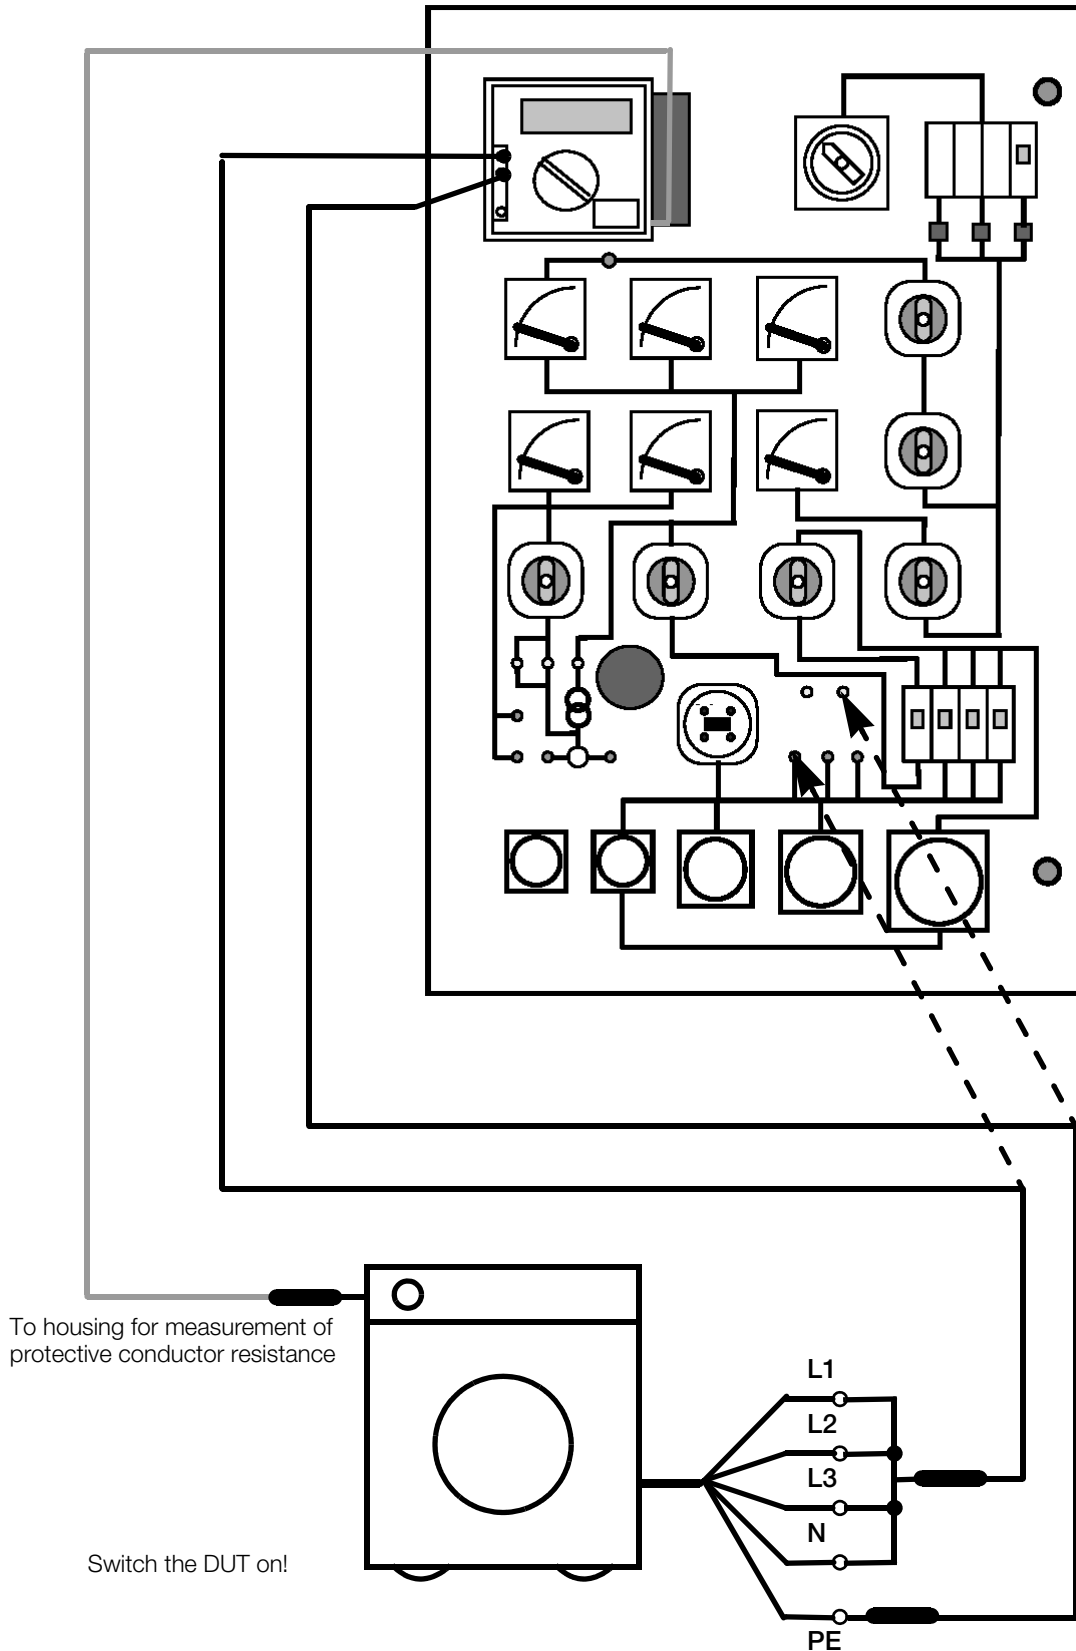 To housing for measurement of
protective conductor resistance
L1
L2
L3
N
Switch the DUT on!
PE